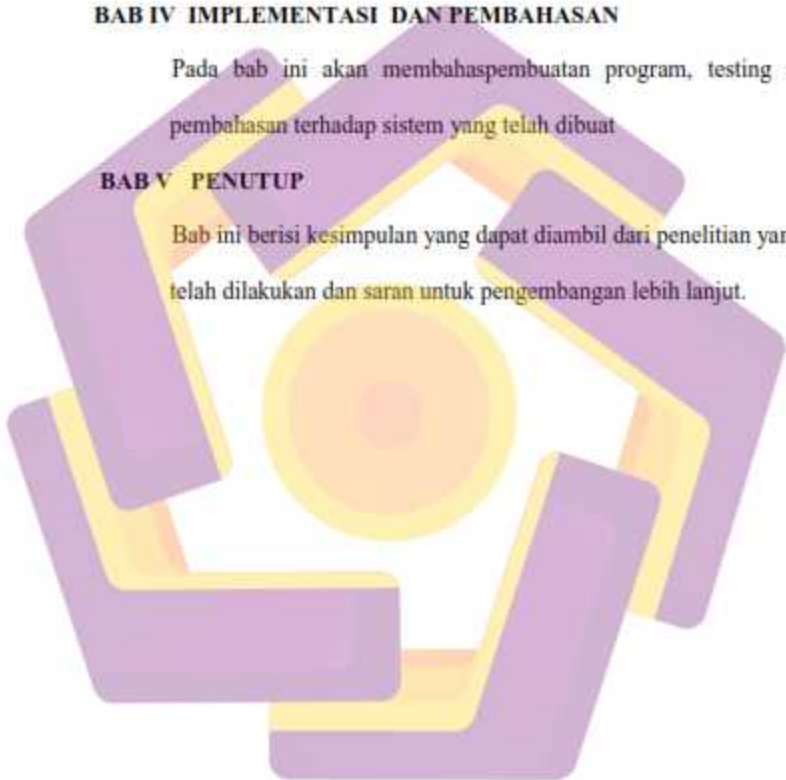 BAB IV IMPLEMENTASI DAN PEMBAHASAN
Pada bab ini akan membahaspembuatan program, testing
pembahasan terhadap sistem yang telah dibuat
BAB V PENUTUP
Bab ini berisi kesimpulan yang dapat diambil dari penelitian
telah dilakukan dan saran untuk pengembangan lebih lanjut.